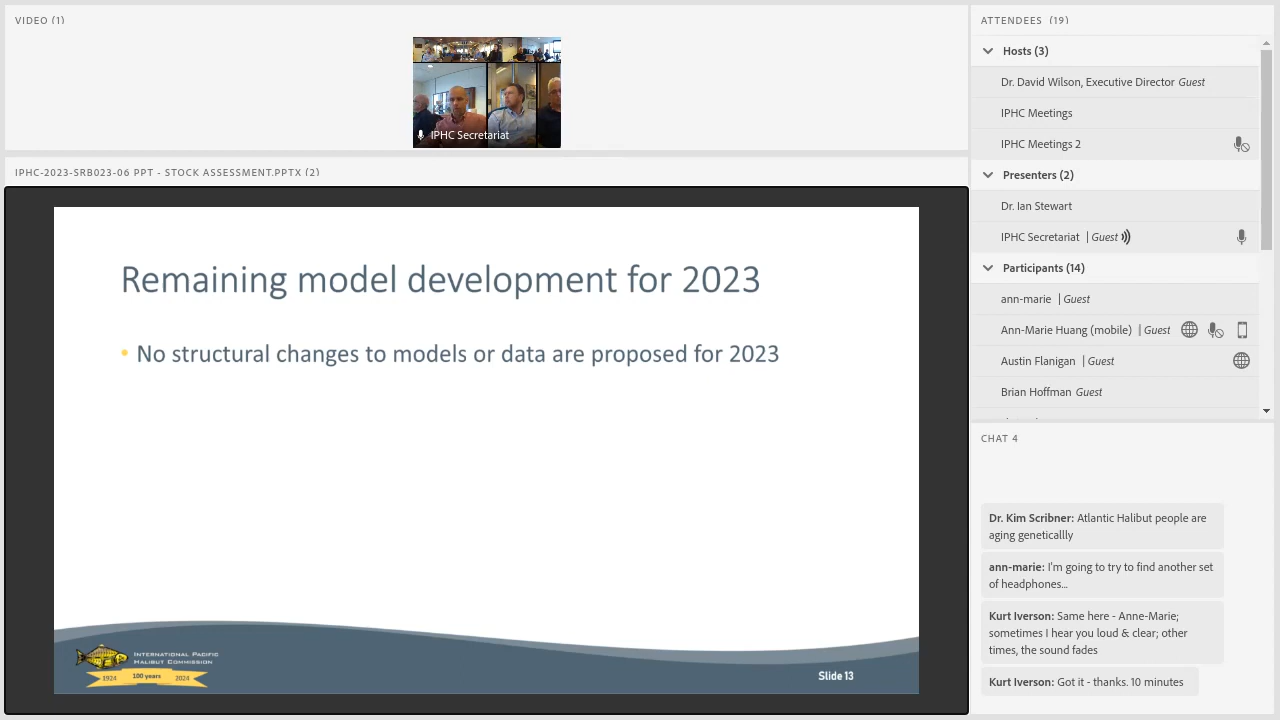 VIDEO (1)
IPHC Secretariat
IPHC-2023-SRB023-06 PPT - STOCK ASSESSMENT.PPTX (2)
Remaining model development for 2023
• No structural changes to models or data are proposed for 2023
INTERNATIONAL PACIFIC
HALIBUT COMMISSION
1924 100 years 2024
Slide 13
ATTENDEES (19)
Hosts (3)
Dr. David Wilson, Executive Director Guest
IPHC Meetings
IPHC Meetings 2
Presenters (2)
Dr. Ian Stewart
IPHC Secretariat | Guest
Participants (14)
ann-marie | Guest
Ann-Marie Huang (mobile) | Guest
Austin Flanigan | Guest
Brian Hoffman Guest
CHAT 4
Dr. Kim Scribner: Atlantic Halibut people are
aging geneticallly
ann-marie: I'm going to try to find another set
of headphones...
Kurt Iverson: Same here - Anne-Marie;
sometimes I hear you loud & clear; other
times the sound fades
Kurt Iverson: Got it - thanks. 10 minutes